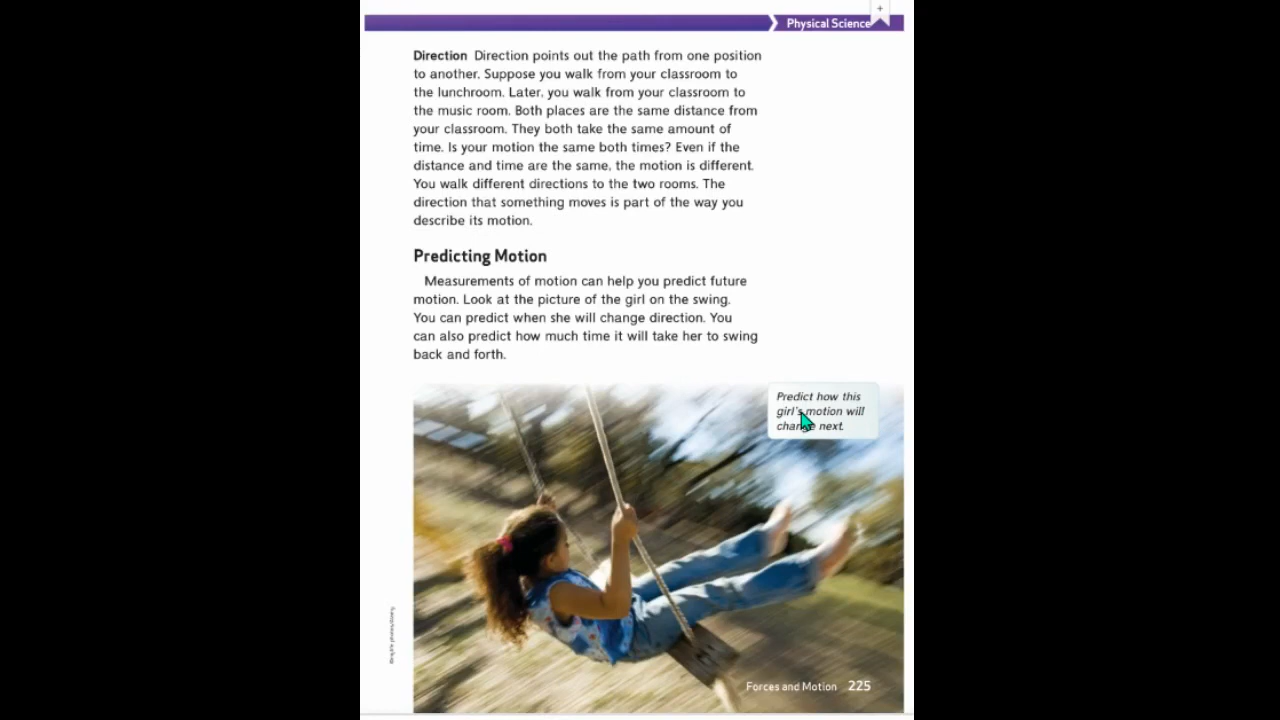 Physical Science
Direction Direction points out the path from one position
to another. Suppose you walk from your classroom to
the lunchroom. Later, you walk from your classroom to
the music room. Both places are the same distance from
your classroom. They both take the same amount of
time. Is your motion the same both times? Even if the
distance and time are the same, the motion is different.
You walk different directions to the two rooms. The
direction that something moves is part of the way you
describe its motion.
Predicting Motion
Measurements of motion can help you predict future
motion. Look at the picture of the girl on the swing.
You can predict when she will change direction. You
can also predict how much time it will take her to swing
back and forth.
Predict how this
girl's motion will
change next.
Forces and Motion 225